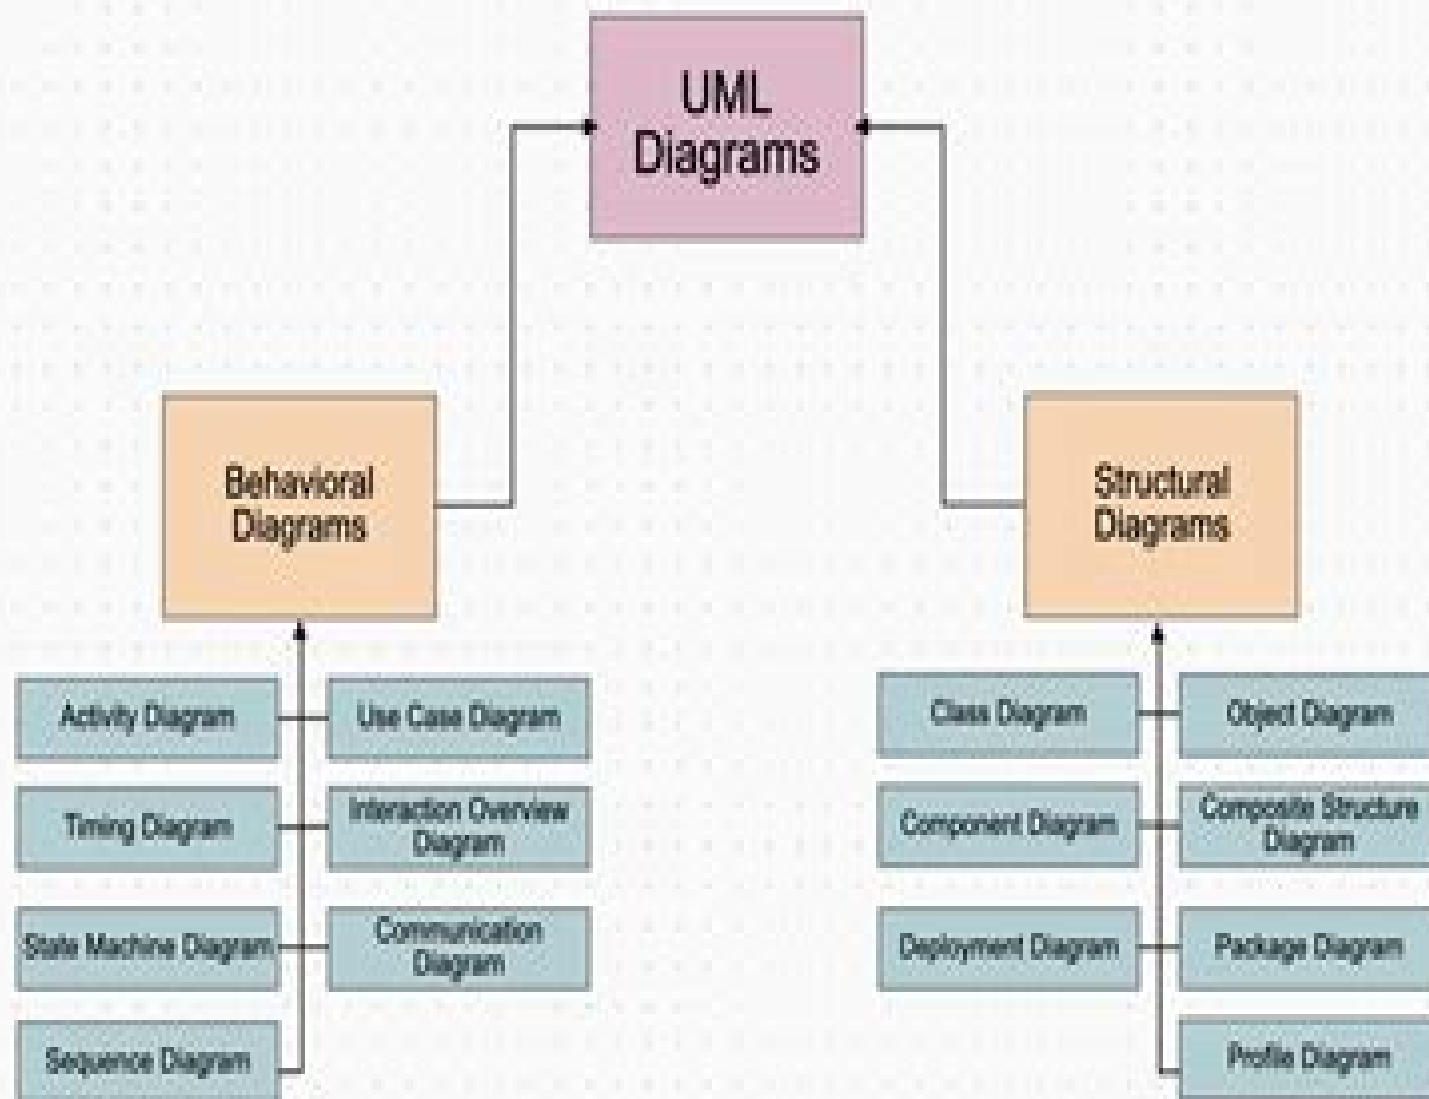 UML
Diagrams
Behavioral
Diagrams
Structural
Diagrams
Activity Diagram
Use Case Diagram
Timing Diagram
Interaction Overview
Diagram
State Machine Diagram
Communication
Diagram
Sequence Diagram
Class Diagram
Object Diagram
Component Diagram
Composite Structure
Diagram
Deployment Diagram
Package Diagram
Profile Diagram